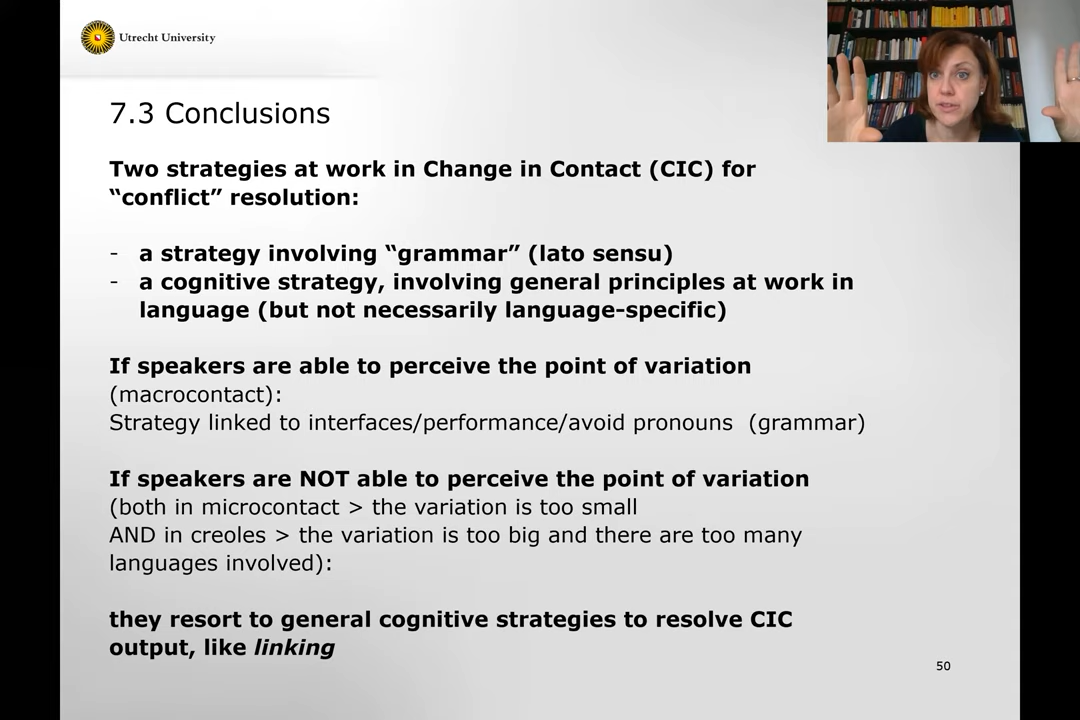 Utrecht University
7.3 Conclusions
Two strategies at work in Change in Contact (CIC) for
“conflict” resolution:
- a strategy involving “grammar” (lato sensu)
- a cognitive strategy, involving general principles at work in
language (but not necessarily language-specific)
If speakers are able to perceive the point of variation
(macrocontact):
Strategy linked to interfaces/performance/avoid pronouns (grammar)
If speakers are NOT able to perceive the point of variation
(both in microcontact > the variation is too small
AND in creoles > the variation is too big and there are too many
languages involved):
they resort to general cognitive strategies to resolve CIC
output, like linking
50